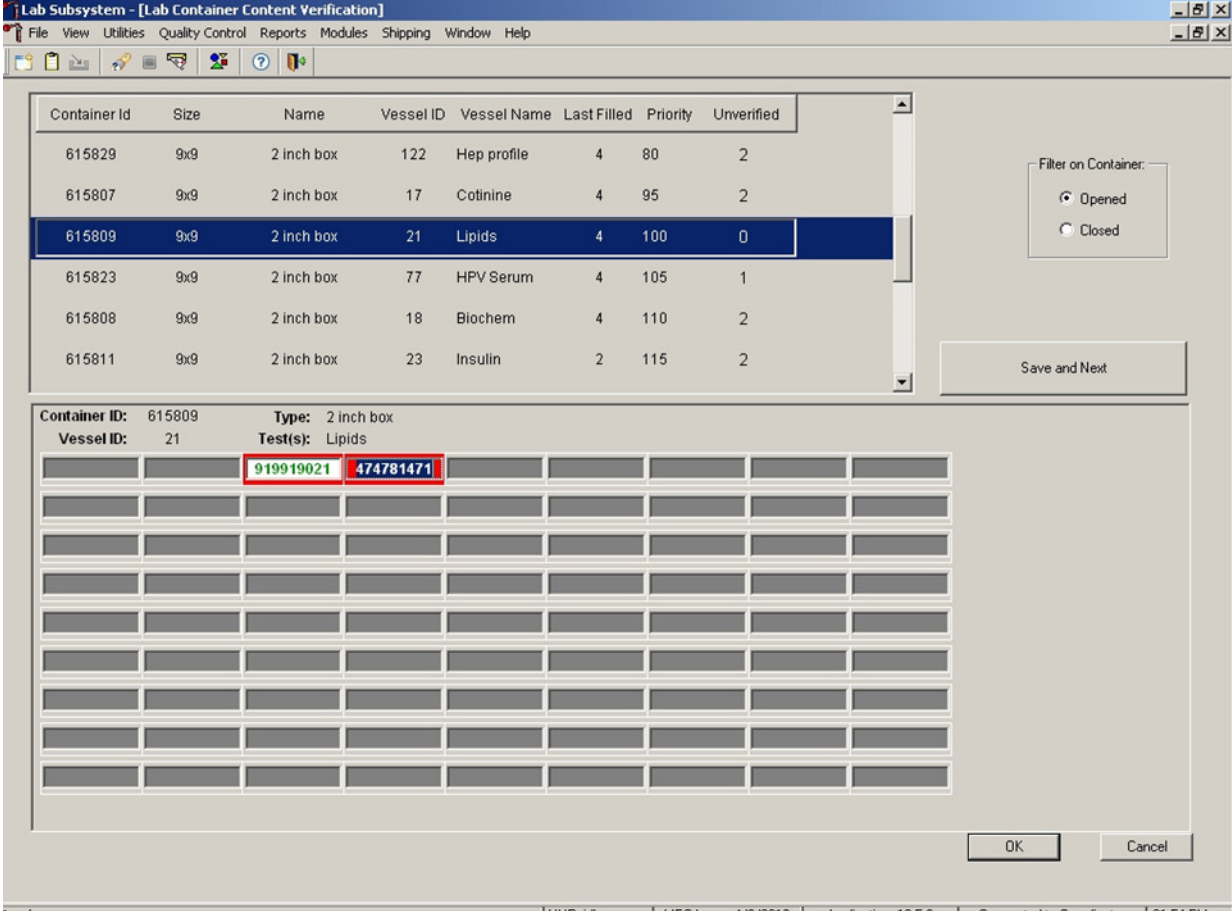 Lab Subsystem - [Lab Container Content Verification]
File View Utilities Quality Control Reports Modules Shipping Window Help
Container Id Size Name Vessel ID Vessel Name Last Filled Priority Unverified
615829 9x9 2 inch box 122 Hep profile 4 80 2
615807 9x9 2 inch box 17 Cotinine 4 95 2
615809 9x9 2 inch box 21 Lipids 4 100 0
615823 9x9 2 inch box 77 HPV Serum 4 105 1
615808 9x9 2 inch box 18 Biochem 4 110 2
615811 9x9 2 inch box 23 Insulin 2 115 2
Filter on Container:
Opened
Closed
Save and Next
Container ID: 615809 Type: 2 inch box
Vessel ID: 21 Test(s): Lipids
919919021 474781471
OK Cancel